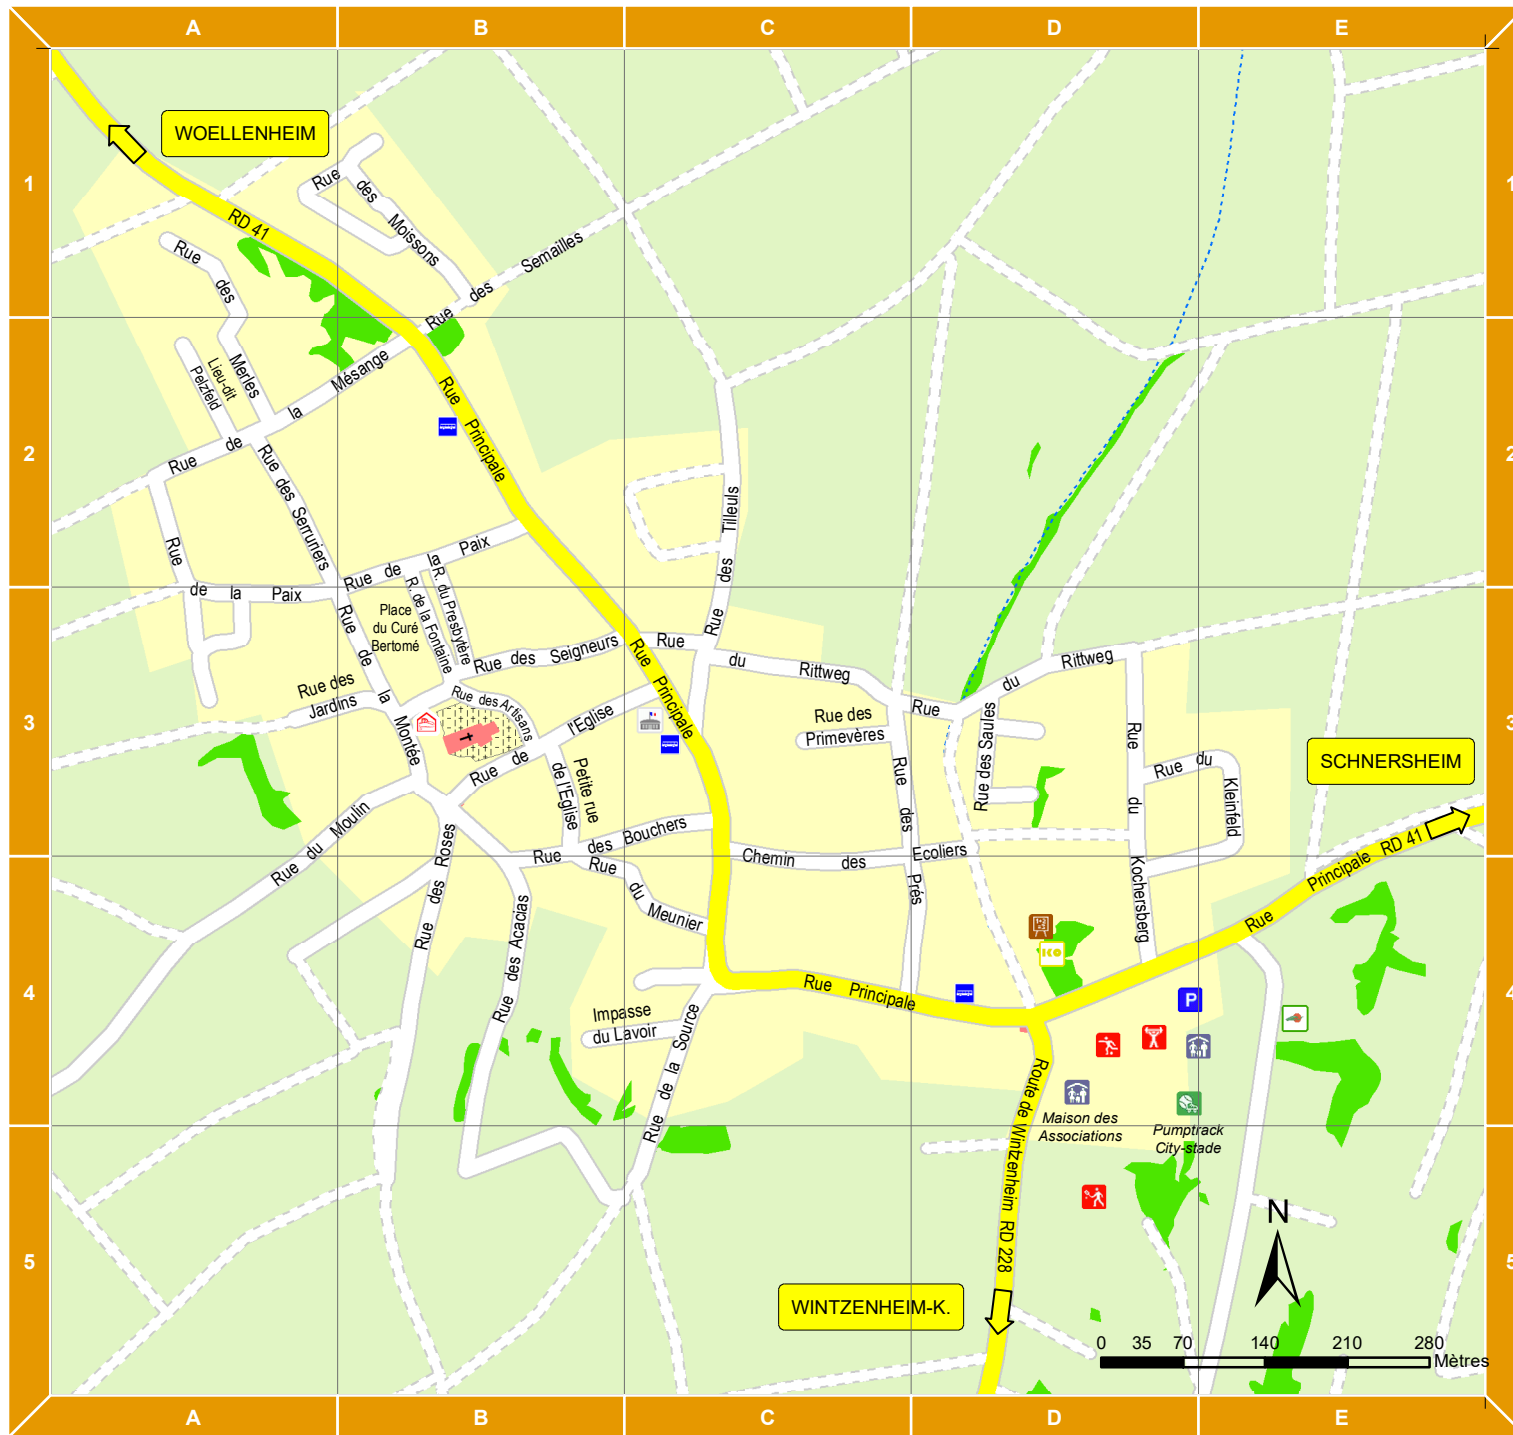 A B C D E
1 1
WOELLENHEIM
RD 41
Rue des Moissons
Rue des Semailles
Rue des Merles
Lieu-dit
Pelzfeld
Rue de la Mésange
2 2
Rue Principale
Rue des Serruriers
Rue des Tilleuls
Rue de la Paix
Rue de la Paix
R. du Presbytère
R. de la Fontaine
Place
du Curé
Bertomé
3 3
Rue des Seigneurs
Rue Principale
Rue du Rittweg
Rue du Rittweg
Rue de la Montée
Rue des
Jardins
Rue des Artisans
Rue de l'Eglise
Petite rue
de l'Eglise
Rue des
Primevères
Rue des Saules
Rue des Prés
Rue du Kochersberg
Rue du Kleinfeld
SCHNERSHEIM
Rue du Moulin
Rue des Roses
Rue des Bouchers
Chemin des Ecoliers
Rue Principale RD 41
Rue du Meunier
Rue des Acacias
4 4
Rue Principale
P
Impasse
du Lavoir
Rue de la Source
Maison des
Associations
Pumptrack
City-stade
Route de Wintzenheim RD 228
5 5
N
WINTZENHEIM-K.
0 35 70 140 210 280
Mètres
A B C D E